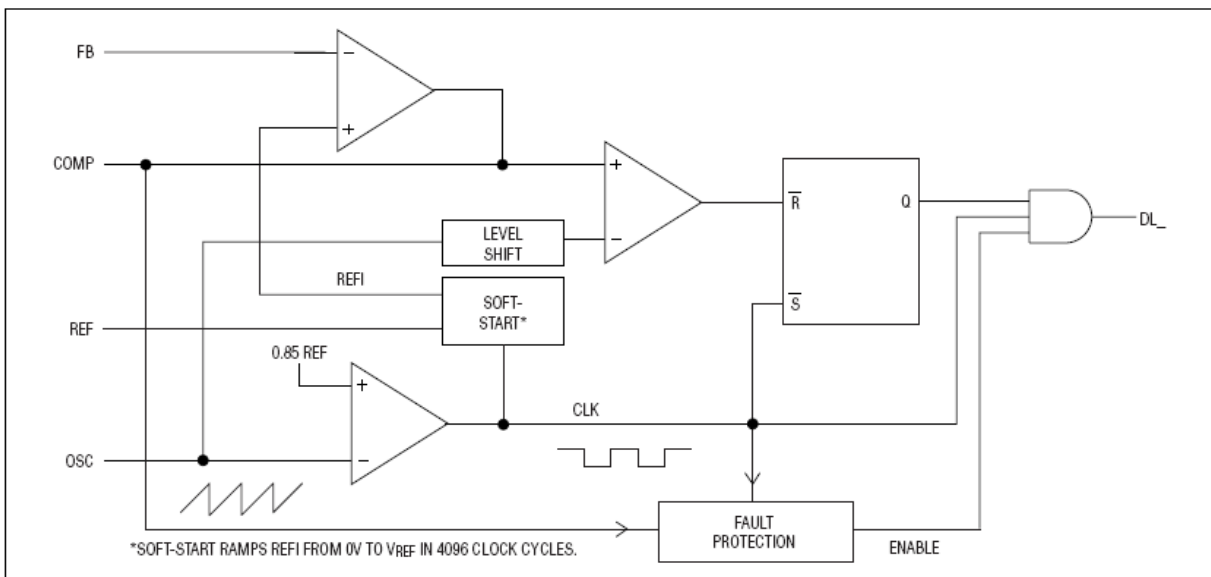 FB
−
+
COMP
+
−
R
Q
DL_
LEVEL
SHIFT
REFI
SOFT-
START*
S
REF
0.85 REF
+
CLK
OSC
−
FAULT
PROTECTION
ENABLE
*SOFT-START RAMPS REFI FROM 0V TO VREF IN 4096 CLOCK CYCLES.